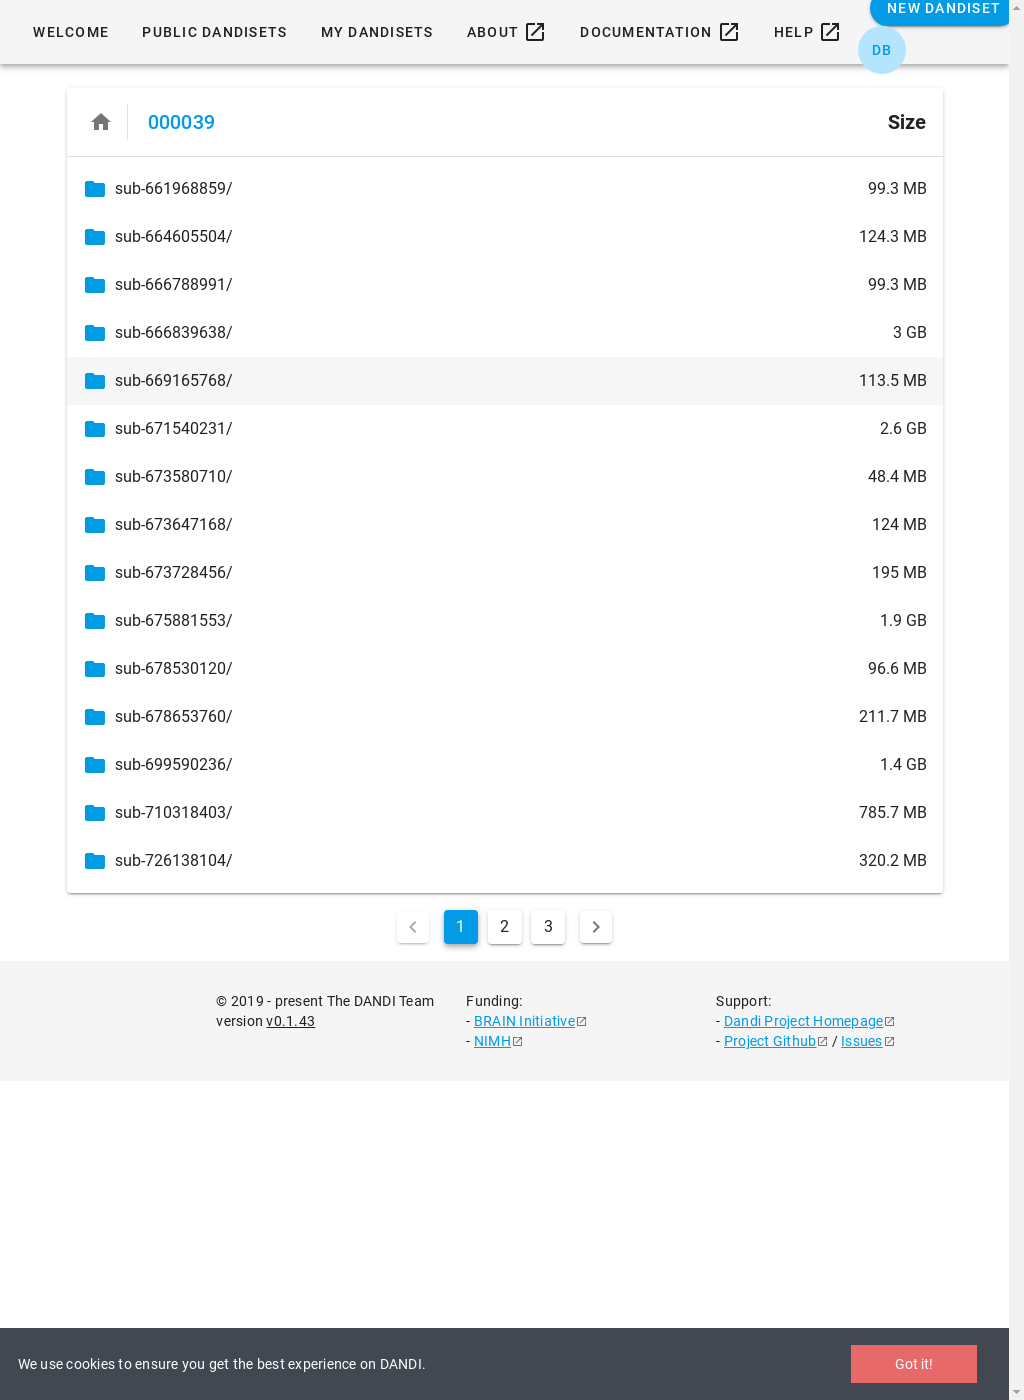 WELCOME PUBLIC DANDISETS MY DANDISETS ABOUT DOCUMENTATION HELP NEW DANDISET
DB
000039 Size
sub-661968859/ 99.3 MB
sub-664605504/ 124.3 MB
sub-666788991/ 99.3 MB
sub-666839638/ 3 GB
sub-669165768/ 113.5 MB
sub-671540231/ 2.6 GB
sub-673580710/ 48.4 MB
sub-673647168/ 124 MB
sub-673728456/ 195 MB
sub-675881553/ 1.9 GB
sub-678530120/ 96.6 MB
sub-678653760/ 211.7 MB
sub-699590236/ 1.4 GB
sub-710318403/ 785.7 MB
sub-726138104/ 320.2 MB
1 2 3
© 2019 - present The DANDI Team Funding: Support:
version v0.1.43 - BRAIN Initiative - Dandi Project Homepage
- NIMH - Project Github / Issues
We use cookies to ensure you get the best experience on DANDI. Got it!